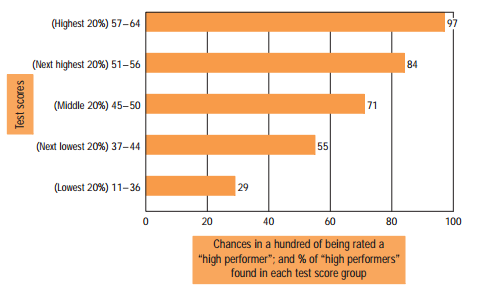 (Highest 20%) 57–64
97
(Next highest 20%) 51–56
84
Test scores
(Middle 20%) 45–50
71
(Next lowest 20%) 37–44
55
(Lowest 20%) 11–36
29
0 20 40 60 80 100
Chances in a hundred of being rated a
“high performer”; and % of “high performers”
found in each test score group